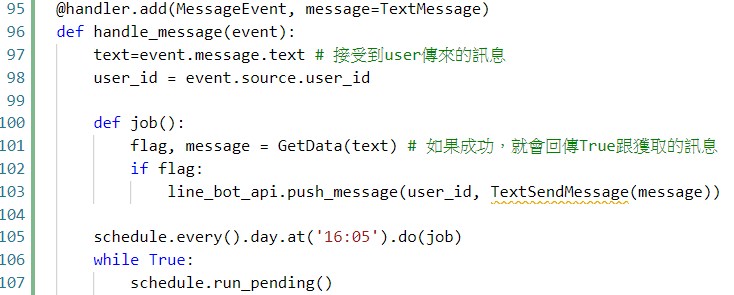 95 @handler.add(MessageEvent, message=TextMessage)
96 def handle_message(event):
97     text=event.message.text # 接受到user傳來的訊息
98     user_id = event.source.user_id
99
100     def job():
101         flag, message = GetData(text) # 如果成功，就會回傳True跟獲取的訊息
102         if flag:
103             line_bot_api.push_message(user_id, TextSendMessage(message))
104
105     schedule.every().day.at('16:05').do(job)
106     while True:
107         schedule.run_pending()